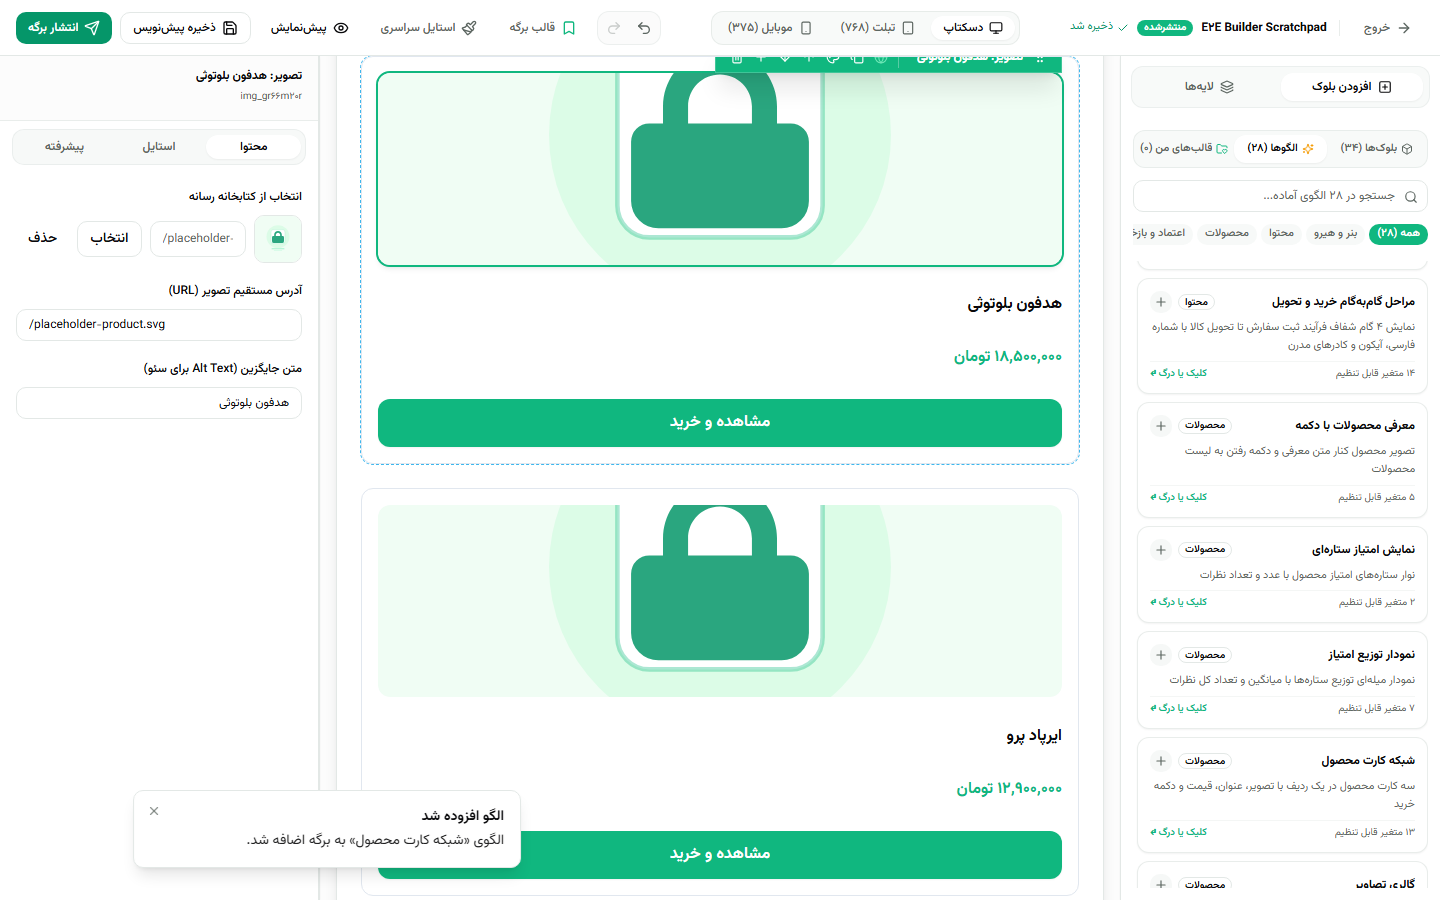 خروج
E۲E Builder Scratchpad
منتشرشده
ذخیره شد
دسکتاپ
تبلت (۷۶۸)
موبایل (۳۷۵)
قالب برگه
استایل سراسری
پیش‌نمایش
ذخیره پیش‌نویس
انتشار برگه
افزودن بلوک
لایه‌ها
بلوک‌ها (۳۴)
الگوها (۲۸)
قالب‌های من (۰)
جستجو در ۲۸ الگوی آماده...
همه (۲۸)
بنر و هیرو
محتوا
محصولات
اعتماد و بازخ
مراحل گام‌به‌گام خرید و تحویل
محتوا
نمایش ۴ گام شفاف فرآیند ثبت سفارش تا تحویل کالا با شماره
فارسی، آیکون و کادرهای مدرن
۱۴ متغیر قابل تنظیم
کلیک یا درگ
معرفی محصولات با دکمه
محصولات
تصویر محصول کنار متن معرفی و دکمه رفتن به لیست
محصولات
۵ متغیر قابل تنظیم
کلیک یا درگ
نمایش امتیاز ستاره‌ای
محصولات
نوار ستاره‌های امتیاز محصول با عدد و تعداد نظرات
۲ متغیر قابل تنظیم
کلیک یا درگ
نمودار توزیع امتیاز
محصولات
نمودار میله‌ای توزیع ستاره‌ها با میانگین و تعداد کل نظرات
۷ متغیر قابل تنظیم
کلیک یا درگ
شبکه کارت محصول
محصولات
سه کارت محصول در یک ردیف با تصویر، عنوان، قیمت و دکمه
خرید
۱۳ متغیر قابل تنظیم
کلیک یا درگ
گالری تصاویر
محصولات
تصویر: هدفون بلوتوثی
هدفون بلوتوثی
۱۸,۵۰۰,۰۰۰ تومان
مشاهده و خرید
ایرپاد پرو
۱۲,۹۰۰,۰۰۰ تومان
مشاهده و خرید
تصویر: هدفون بلوتوثی
img_gr۶۶m۲۰r
محتوا
استایل
پیشرفته
انتخاب از کتابخانه رسانه
/placeholder-
انتخاب
حذف
آدرس مستقیم تصویر (URL)
/placeholder-product.svg
متن جایگزین (Alt Text برای سئو)
هدفون بلوتوثی
الگو افزوده شد
الگوی «شبکه کارت محصول» به برگه اضافه شد.